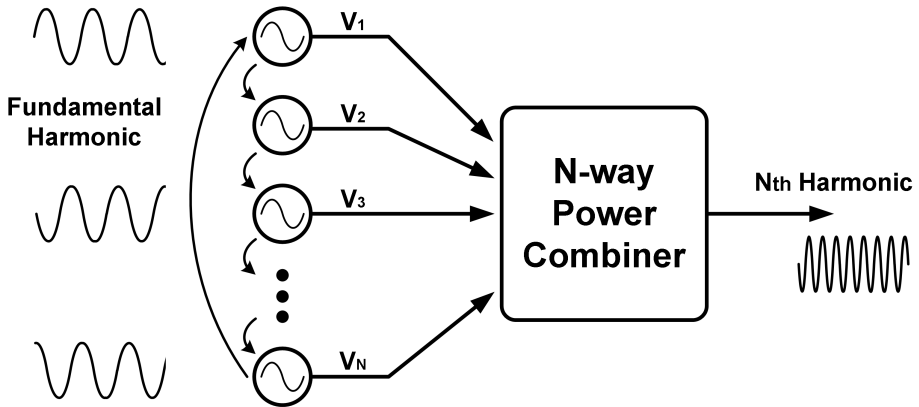 V1
Fundamental
Harmonic
V2
V3
VN
N-way
Power
Combiner
Nth Harmonic